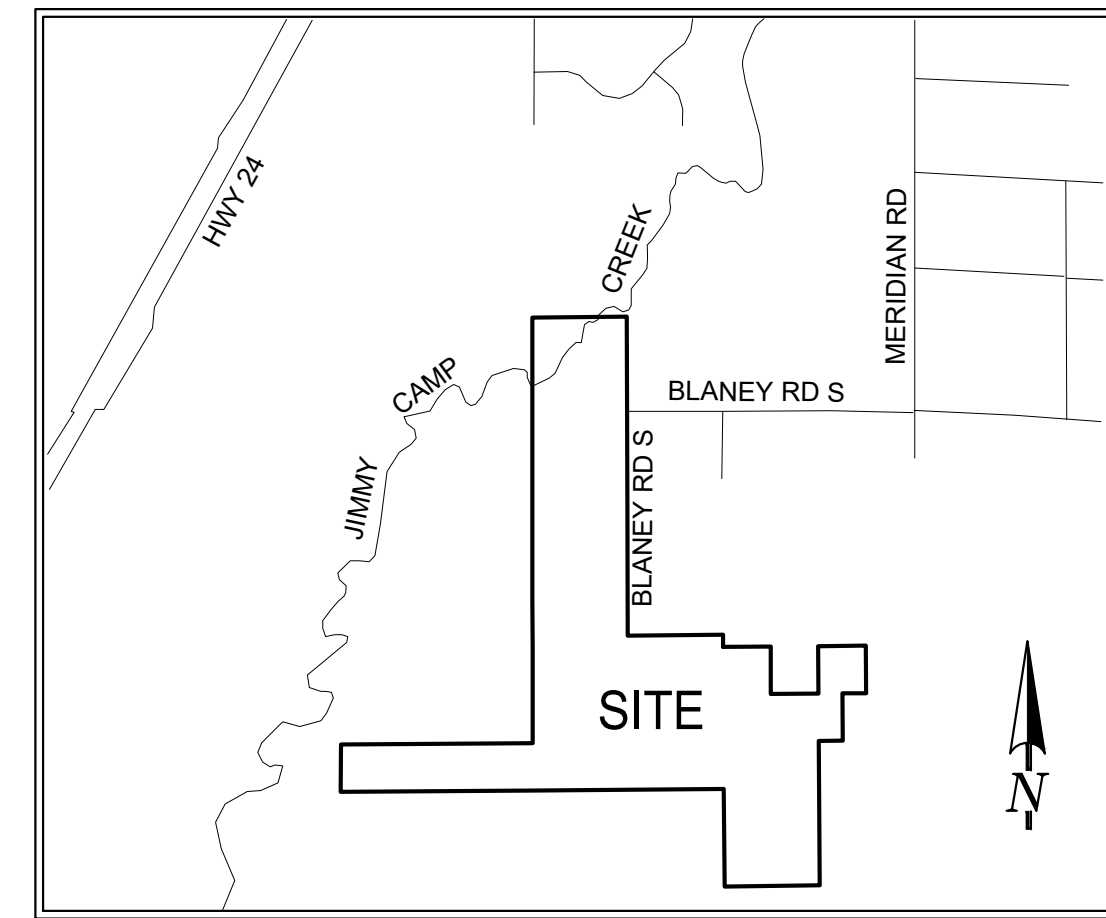 HWY 24
CREEK
MERIDIAN RD
CAMP
BLANEY RD S
JIMMY
BLANEY RD S
SITE
N